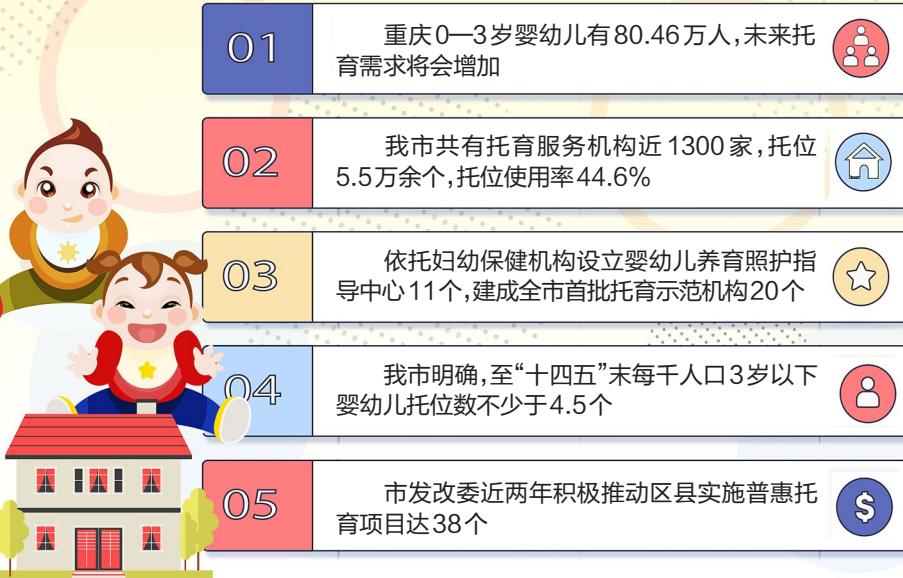 01
重庆0—3岁婴幼儿有80.46万人,未来托
育需求将会增加
02
我市共有托育服务机构近1300家,托位
5.5万余个,托位使用率44.6%
03
依托妇幼保健机构设立婴幼儿养育照护指
导中心11个,建成全市首批托育示范机构20个
04
我市明确,至“十四五”末每千人口3岁以下
婴幼儿托位数不少于4.5个
05
市发改委近两年积极推动区县实施普惠托
育项目达38个
$